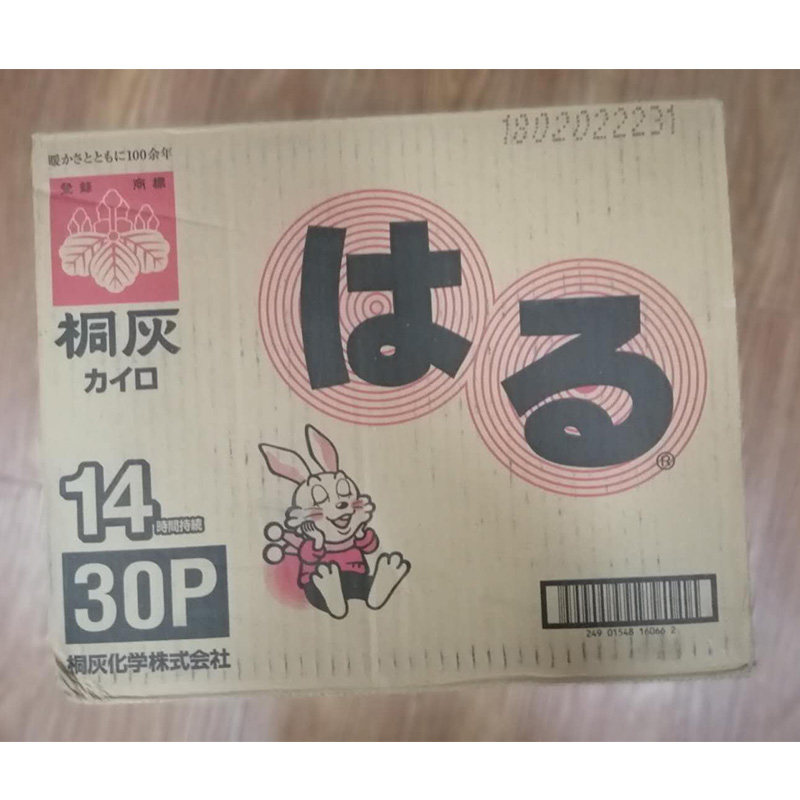 1802022231
暖かさとともに100余年
登録 商標
桐灰
カイロ
はる
®
14
時間持続
30P
桐灰化学株式会社
249 01548 16066 2